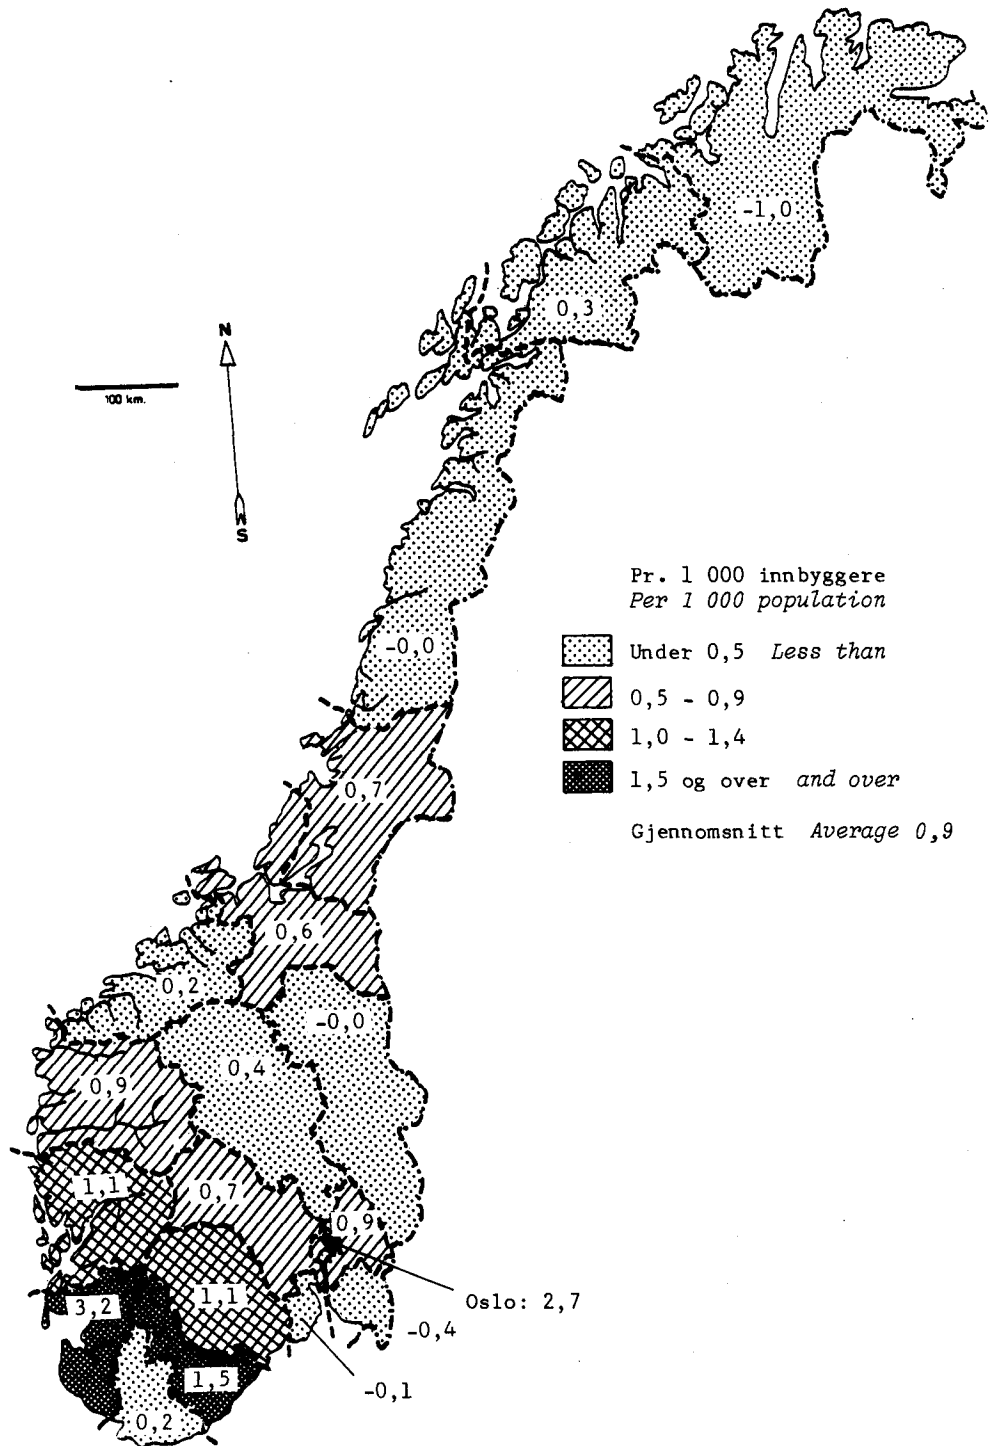 -1,0
0,3
N
100 km.
S
Pr. 1 000 innbyggere
Per 1 000 population
-0,0
Under 0,5 Less than
0,5 - 0,9
1,0 - 1,4
0,7
1,5 og over and over
Gjennomsnitt Average 0,9
0,6
0,2
-0,0
0,4
0,9
1,1
0,7
0,9
3,2
1,1
Oslo: 2,7
-0,4
1,5
-0,1
0,2